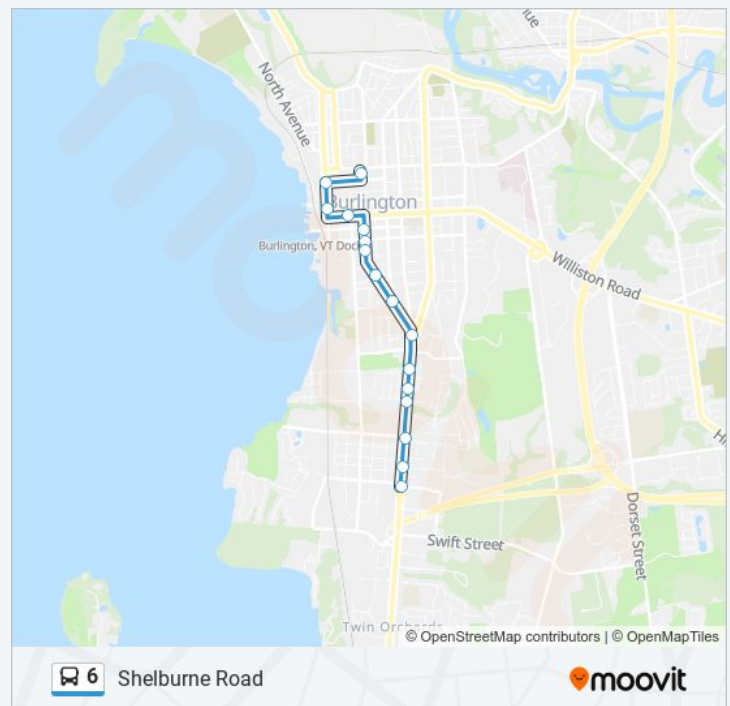 North Avenue
Burlington
Burlington, VT Doc
Williston Road
Dorset Street
Swift Street
Twin Orchards
© OpenStreetMap contributors | © OpenMapTiles
6 Shelburne Road
moovit